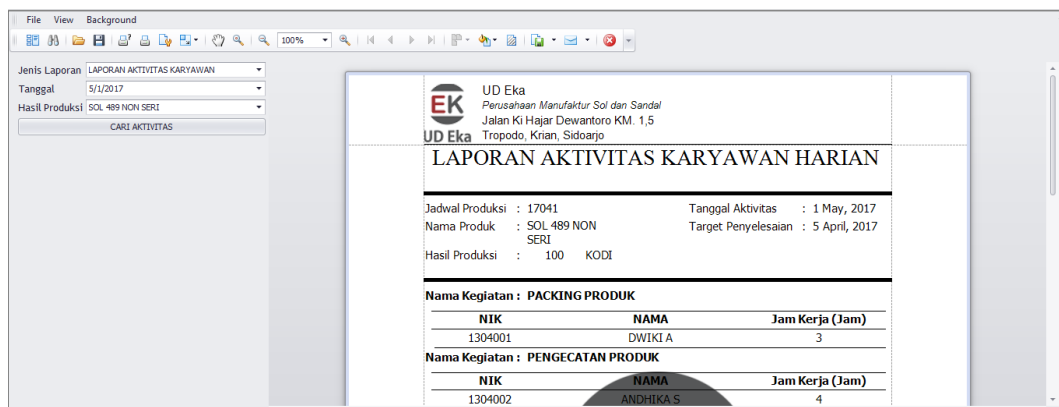 File View Background
100%
Jenis Laporan LAPORAN AKTIVITAS KARYAWAN
Tanggal 5/1/2017
Hasil Produksi SOL 489 NON SERI
CARI AKTIVITAS
EK
UD Eka
UD Eka
Perusahaan Manufaktur Sol dan Sandal
Jalan Ki Hajar Dewantoro KM. 1,5
Tropodo, Krian, Sidoarjo
LAPORAN AKTIVITAS KARYAWAN HARIAN
Jadwal Produksi : 17041 Tanggal Aktivitas : 1 May, 2017
Nama Produk : SOL 489 NON Target Penyelesaian : 5 April, 2017
SERI
Hasil Produksi : 100 KODI
Nama Kegiatan : PACKING PRODUK
NIK NAMA Jam Kerja (Jam)
1304001 DWIKI A 3
Nama Kegiatan : PENGECATAN PRODUK
NIK NAMA Jam Kerja (Jam)
1304002 ANDHIKA S 4